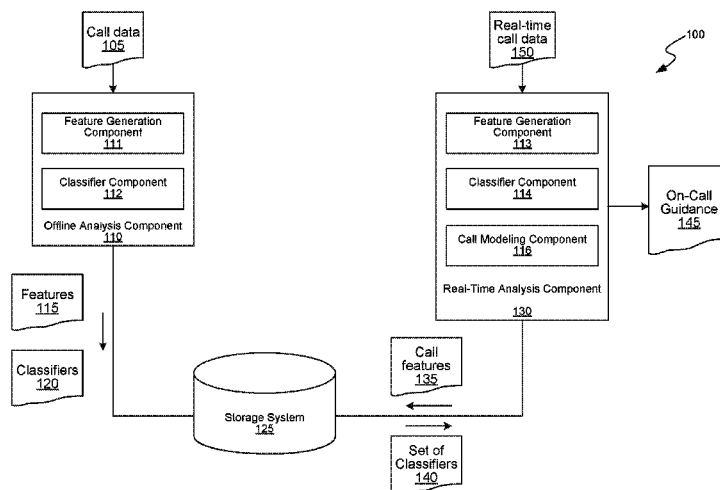 Call data
105
Real-time
call data
150
100
Feature Generation
Component
111
Classifier Component
112
Offline Analysis Component
110
Feature Generation
Component
113
Classifier Component
114
Call Modeling Component
116
Real-Time Analysis Component
130
On-Call
Guidance
145
Features
115
Classifiers
120
Storage System
125
Call
features
135
Set of
Classifiers
140